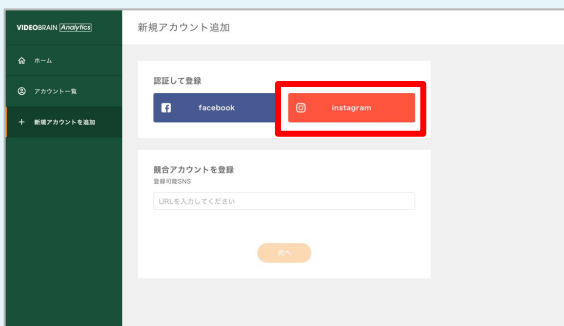 VIDEOBRAIN Analytics
新規アカウント追加
ホーム
アカウント一覧
新規アカウントを追加
認証して登録
facebook
instagram
競合アカウントを登録
登録可能SNS
URLを入力してください
次へ